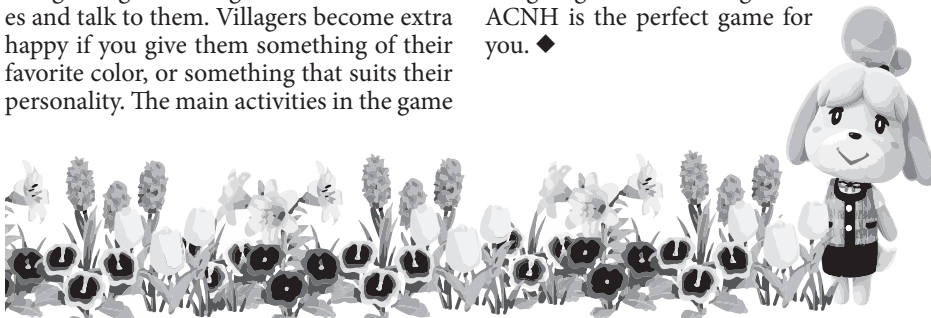 es and talk to them. Villagers become extra
happy if you give them something of their
favorite color, or something that suits their
personality. The main activities in the game
ACNH is the perfect game for
you. ◆